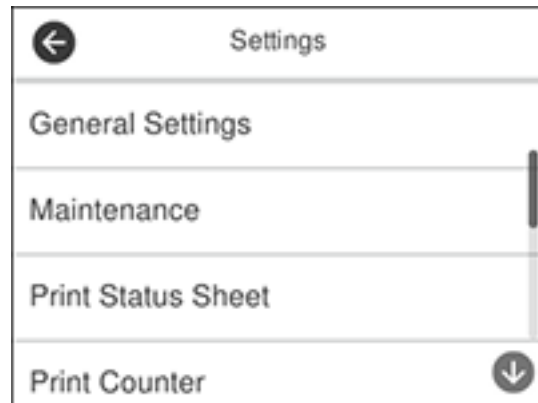 Settings
General Settings
Maintenance
Print Status Sheet
Print Counter